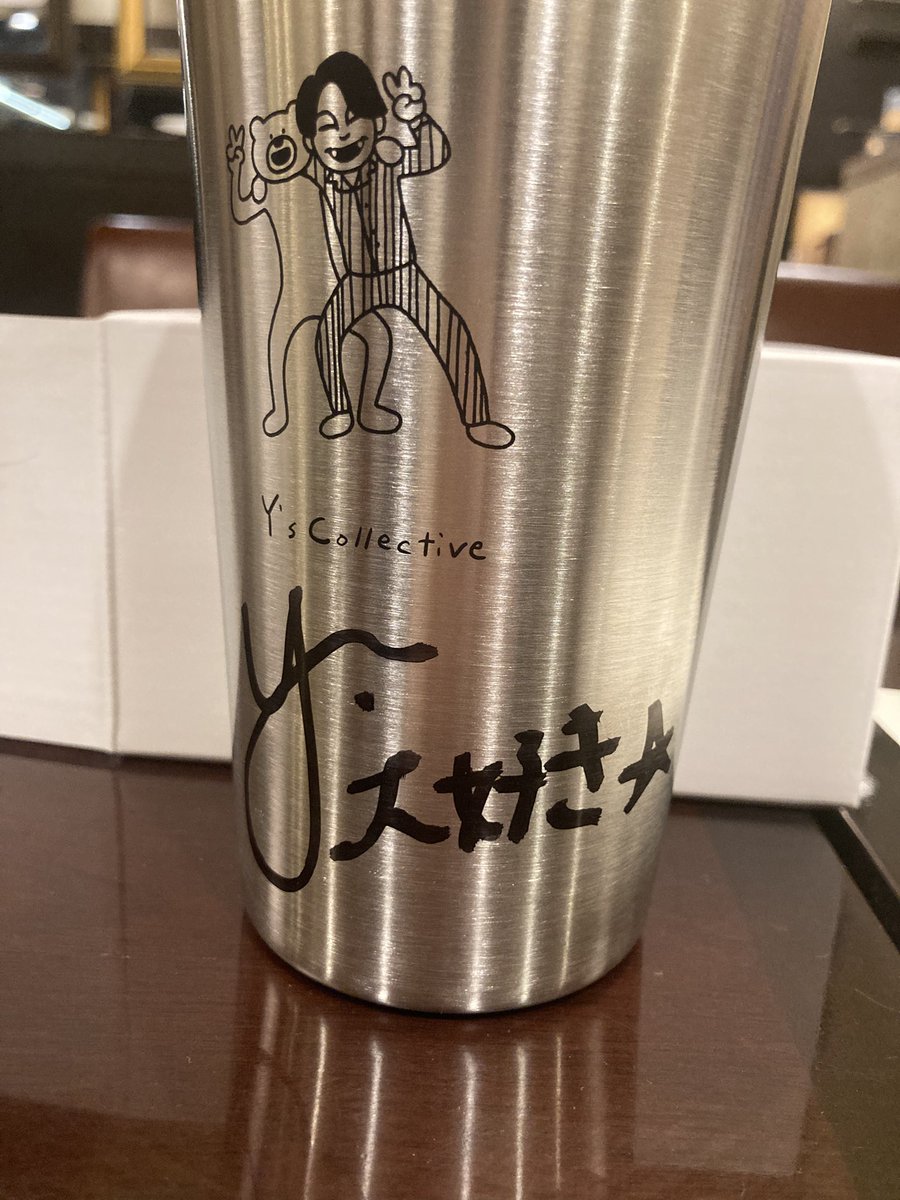 Y's Collective
Y.
大好き☆